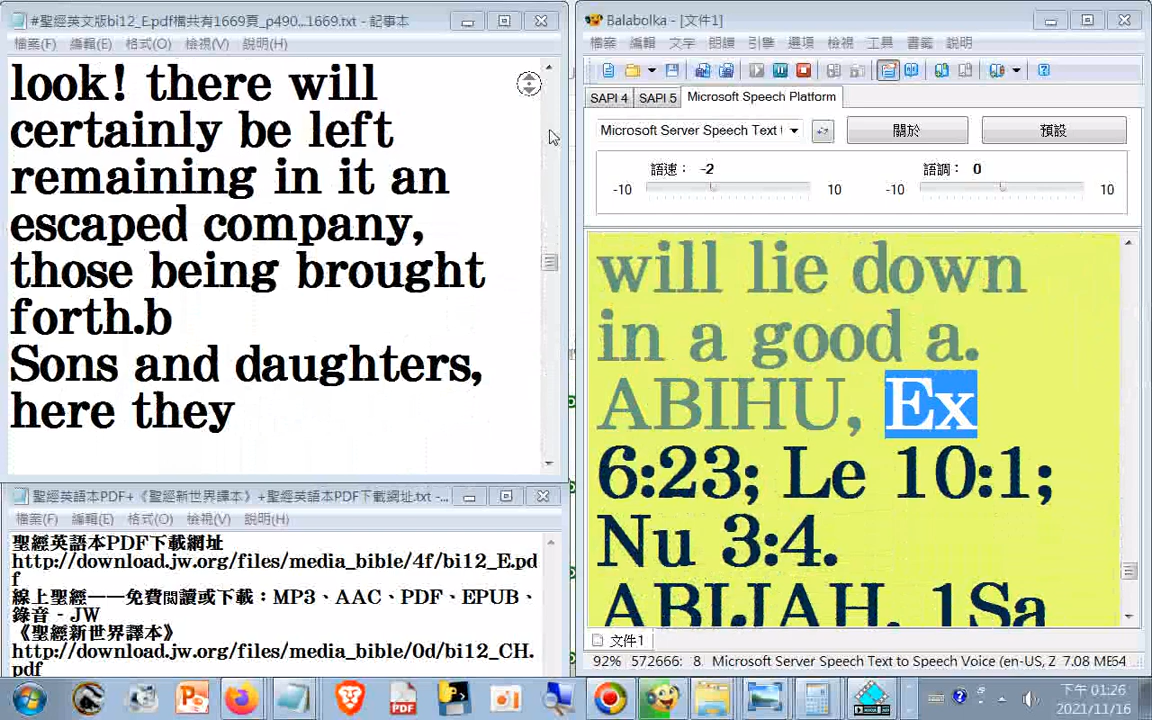 #聖經英文版bi12_E.pdf檔共有1669頁_p490...1669.txt - 記事本
檔案(F) 編輯(E) 格式(O) 檢視(V) 說明(H)
look! there will
certainly be left
remaining in it an
escaped company,
those being brought
forth.b
Sons and daughters,
here they
聖經英語本PDF+《聖經新世界譯本》+聖經英語本PDF下載網址.txt -...
檔案(F) 編輯(E) 格式(O) 檢視(V) 說明(H)
聖經英語本PDF下載網址
http://download.jw.org/files/media_bible/4f/bi12_E.pd
f
線上聖經——免費閱讀或下載：MP3、AAC、PDF、EPUB、
錄音 - JW
《聖經新世界譯本》
http://download.jw.org/files/media_bible/0d/bi12_CH.
pdf
Balabolka - [文件1]
檔案 編輯 文字 朗讀 引擎 選項 檢視 工具 書籤 說明
SAPI 4 SAPI 5 Microsoft Speech Platform
Microsoft Server Speech Text 關於 預設
語速： -2 語調： 0
-10 10 -10 10
will lie down
in a good a.
ABIHU, Ex
6:23; Le 10:1;
Nu 3:4.
ABIJAH, 1Sa
文件1
92% 572666: 8. Microsoft Server Speech Text to Speech Voice (en-US, Z 7.08 ME54
下午 01:26
2021/11/16